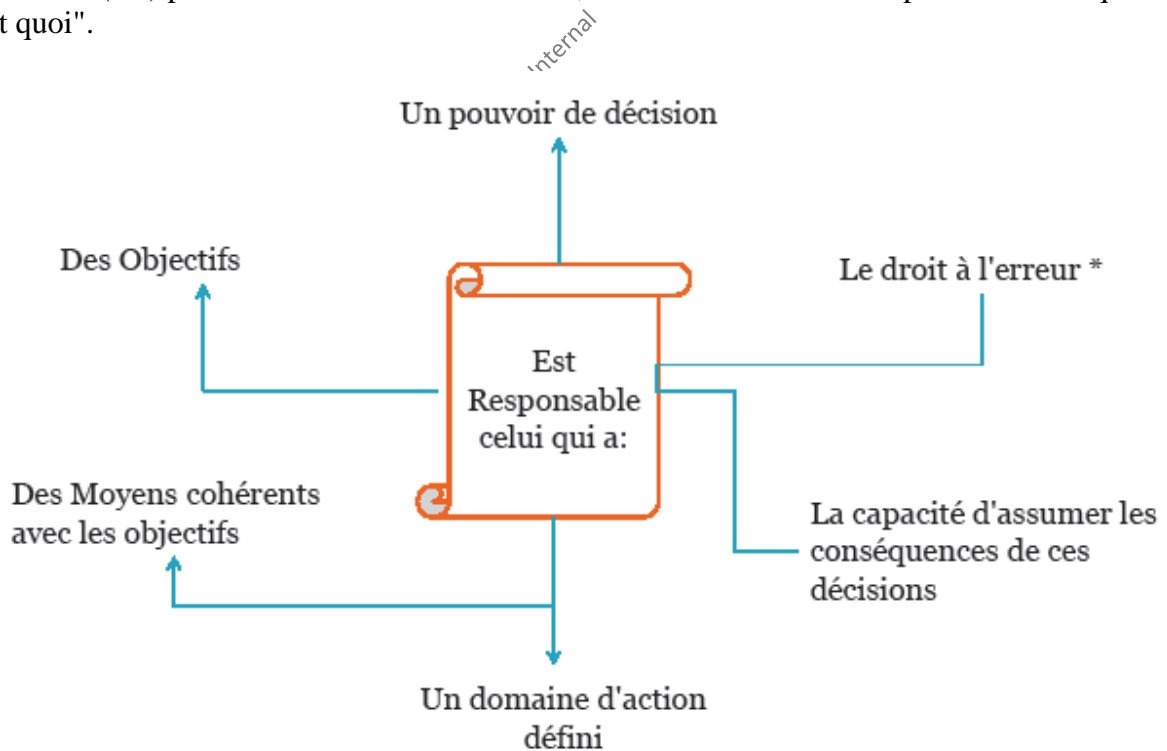 t quoi".
Internal
Un pouvoir de décision
Des Objectifs
Le droit à l'erreur *
Est
Responsable
celui qui a:
Des Moyens cohérents
avec les objectifs
La capacité d'assumer les
conséquences de ces
décisions
Un domaine d'action
défini